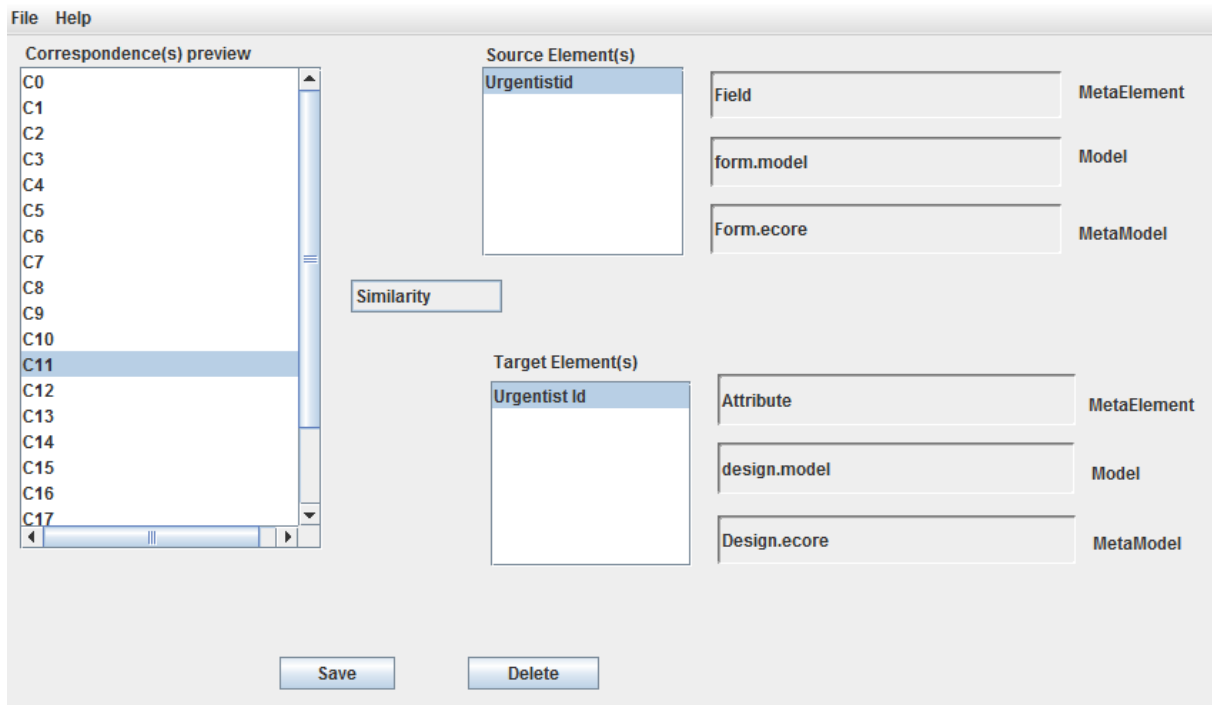 File Help
Correspondence(s) preview
C0
C1
C2
C3
C4
C5
C6
C7
C8
C9
C10
C11
C12
C13
C14
C15
C16
C17
Source Element(s)
Urgentistid
Field
MetaElement
form.model
Model
Form.ecore
MetaModel
Similarity
Target Element(s)
Urgentist Id
Attribute
MetaElement
design.model
Model
Design.ecore
MetaModel
Save
Delete